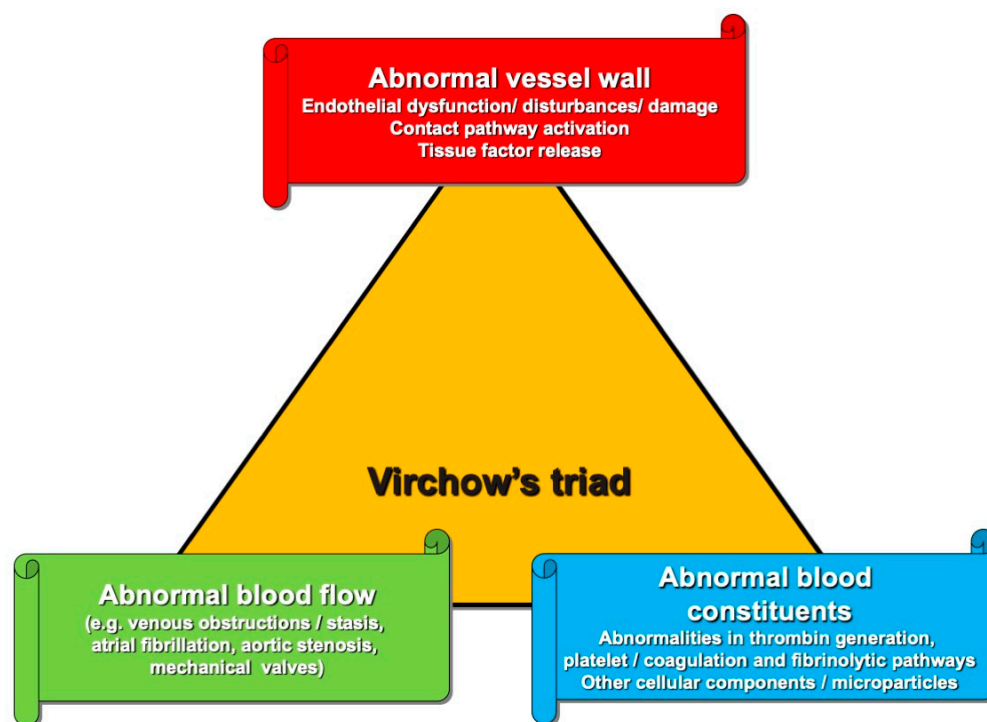 Abnormal vessel wall
Endothelial dysfunction/ disturbances/ damage
Contact pathway activation
Tissue factor release
Virchow's triad
Abnormal blood flow
(e.g. venous obstructions / stasis,
atrial fibrillation, aortic stenosis,
mechanical valves)
Abnormal blood
constituents
Abnormalities in thrombin generation,
platelet / coagulation and fibrinolytic pathways
Other cellular components / microparticles